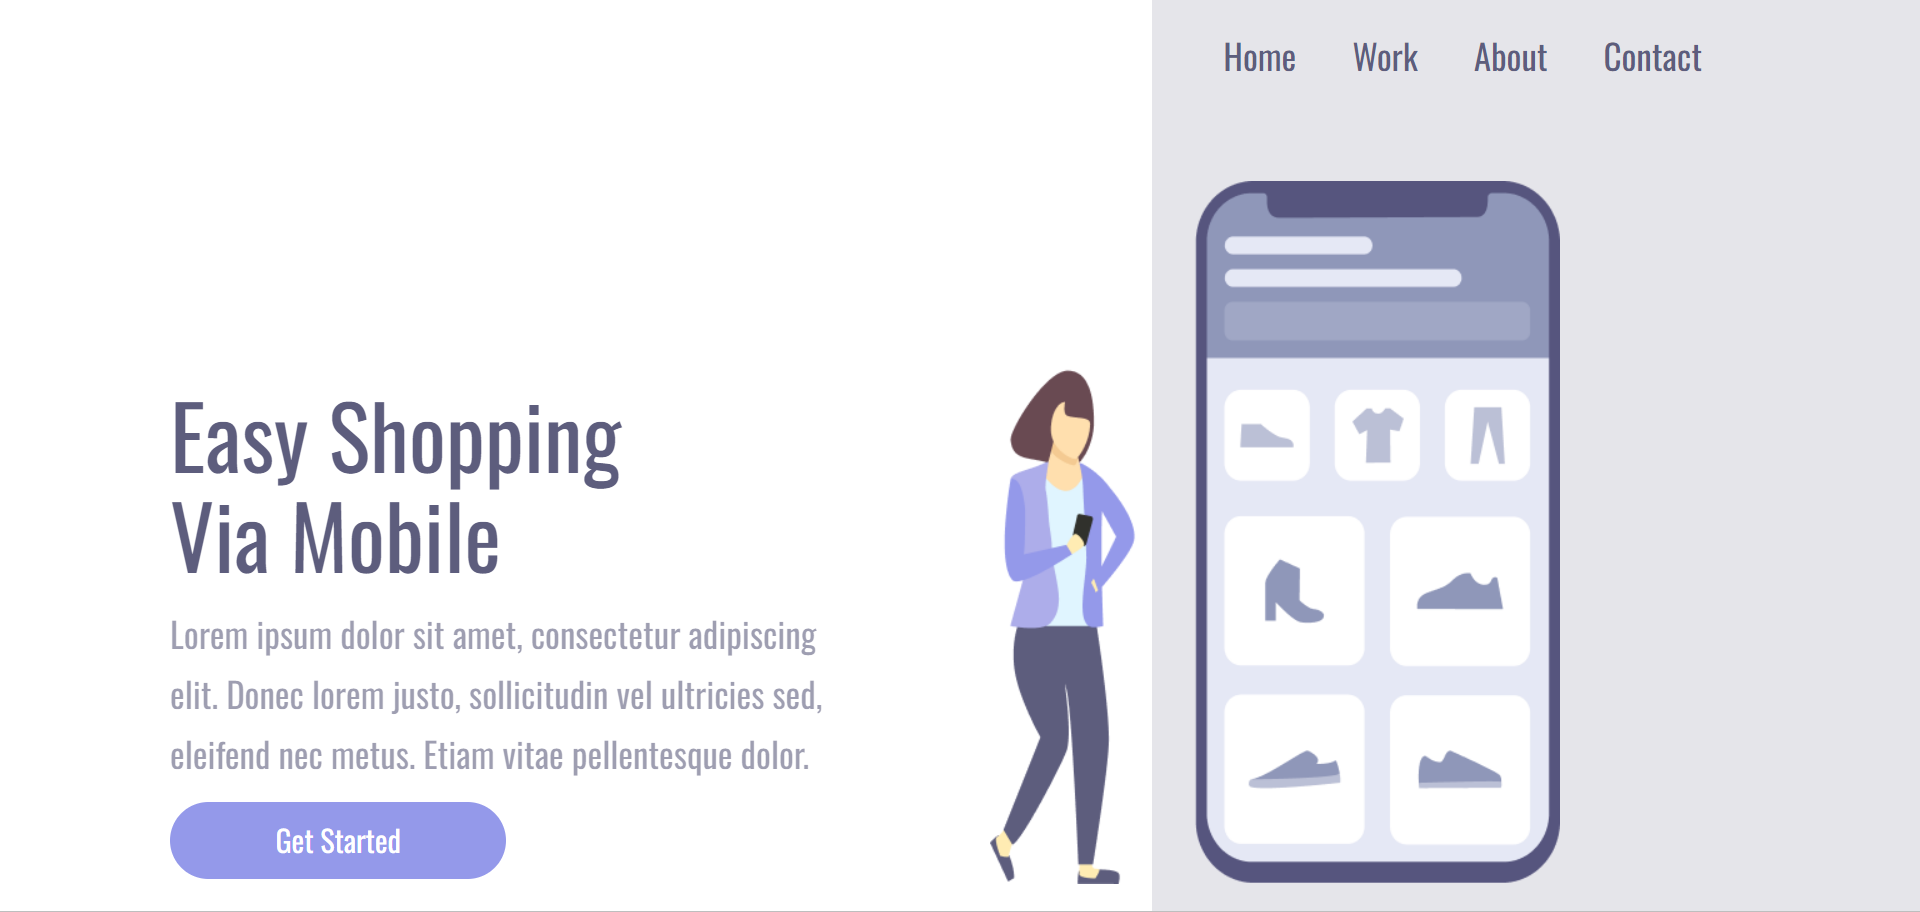 Home Work About Contact
Easy Shopping
Via Mobile
Lorem ipsum dolor sit amet, consectetur adipiscing
elit. Donec lorem justo, sollicitudin vel ultricies sed,
eleifend nec metus. Etiam vitae pellentesque dolor.
Get Started